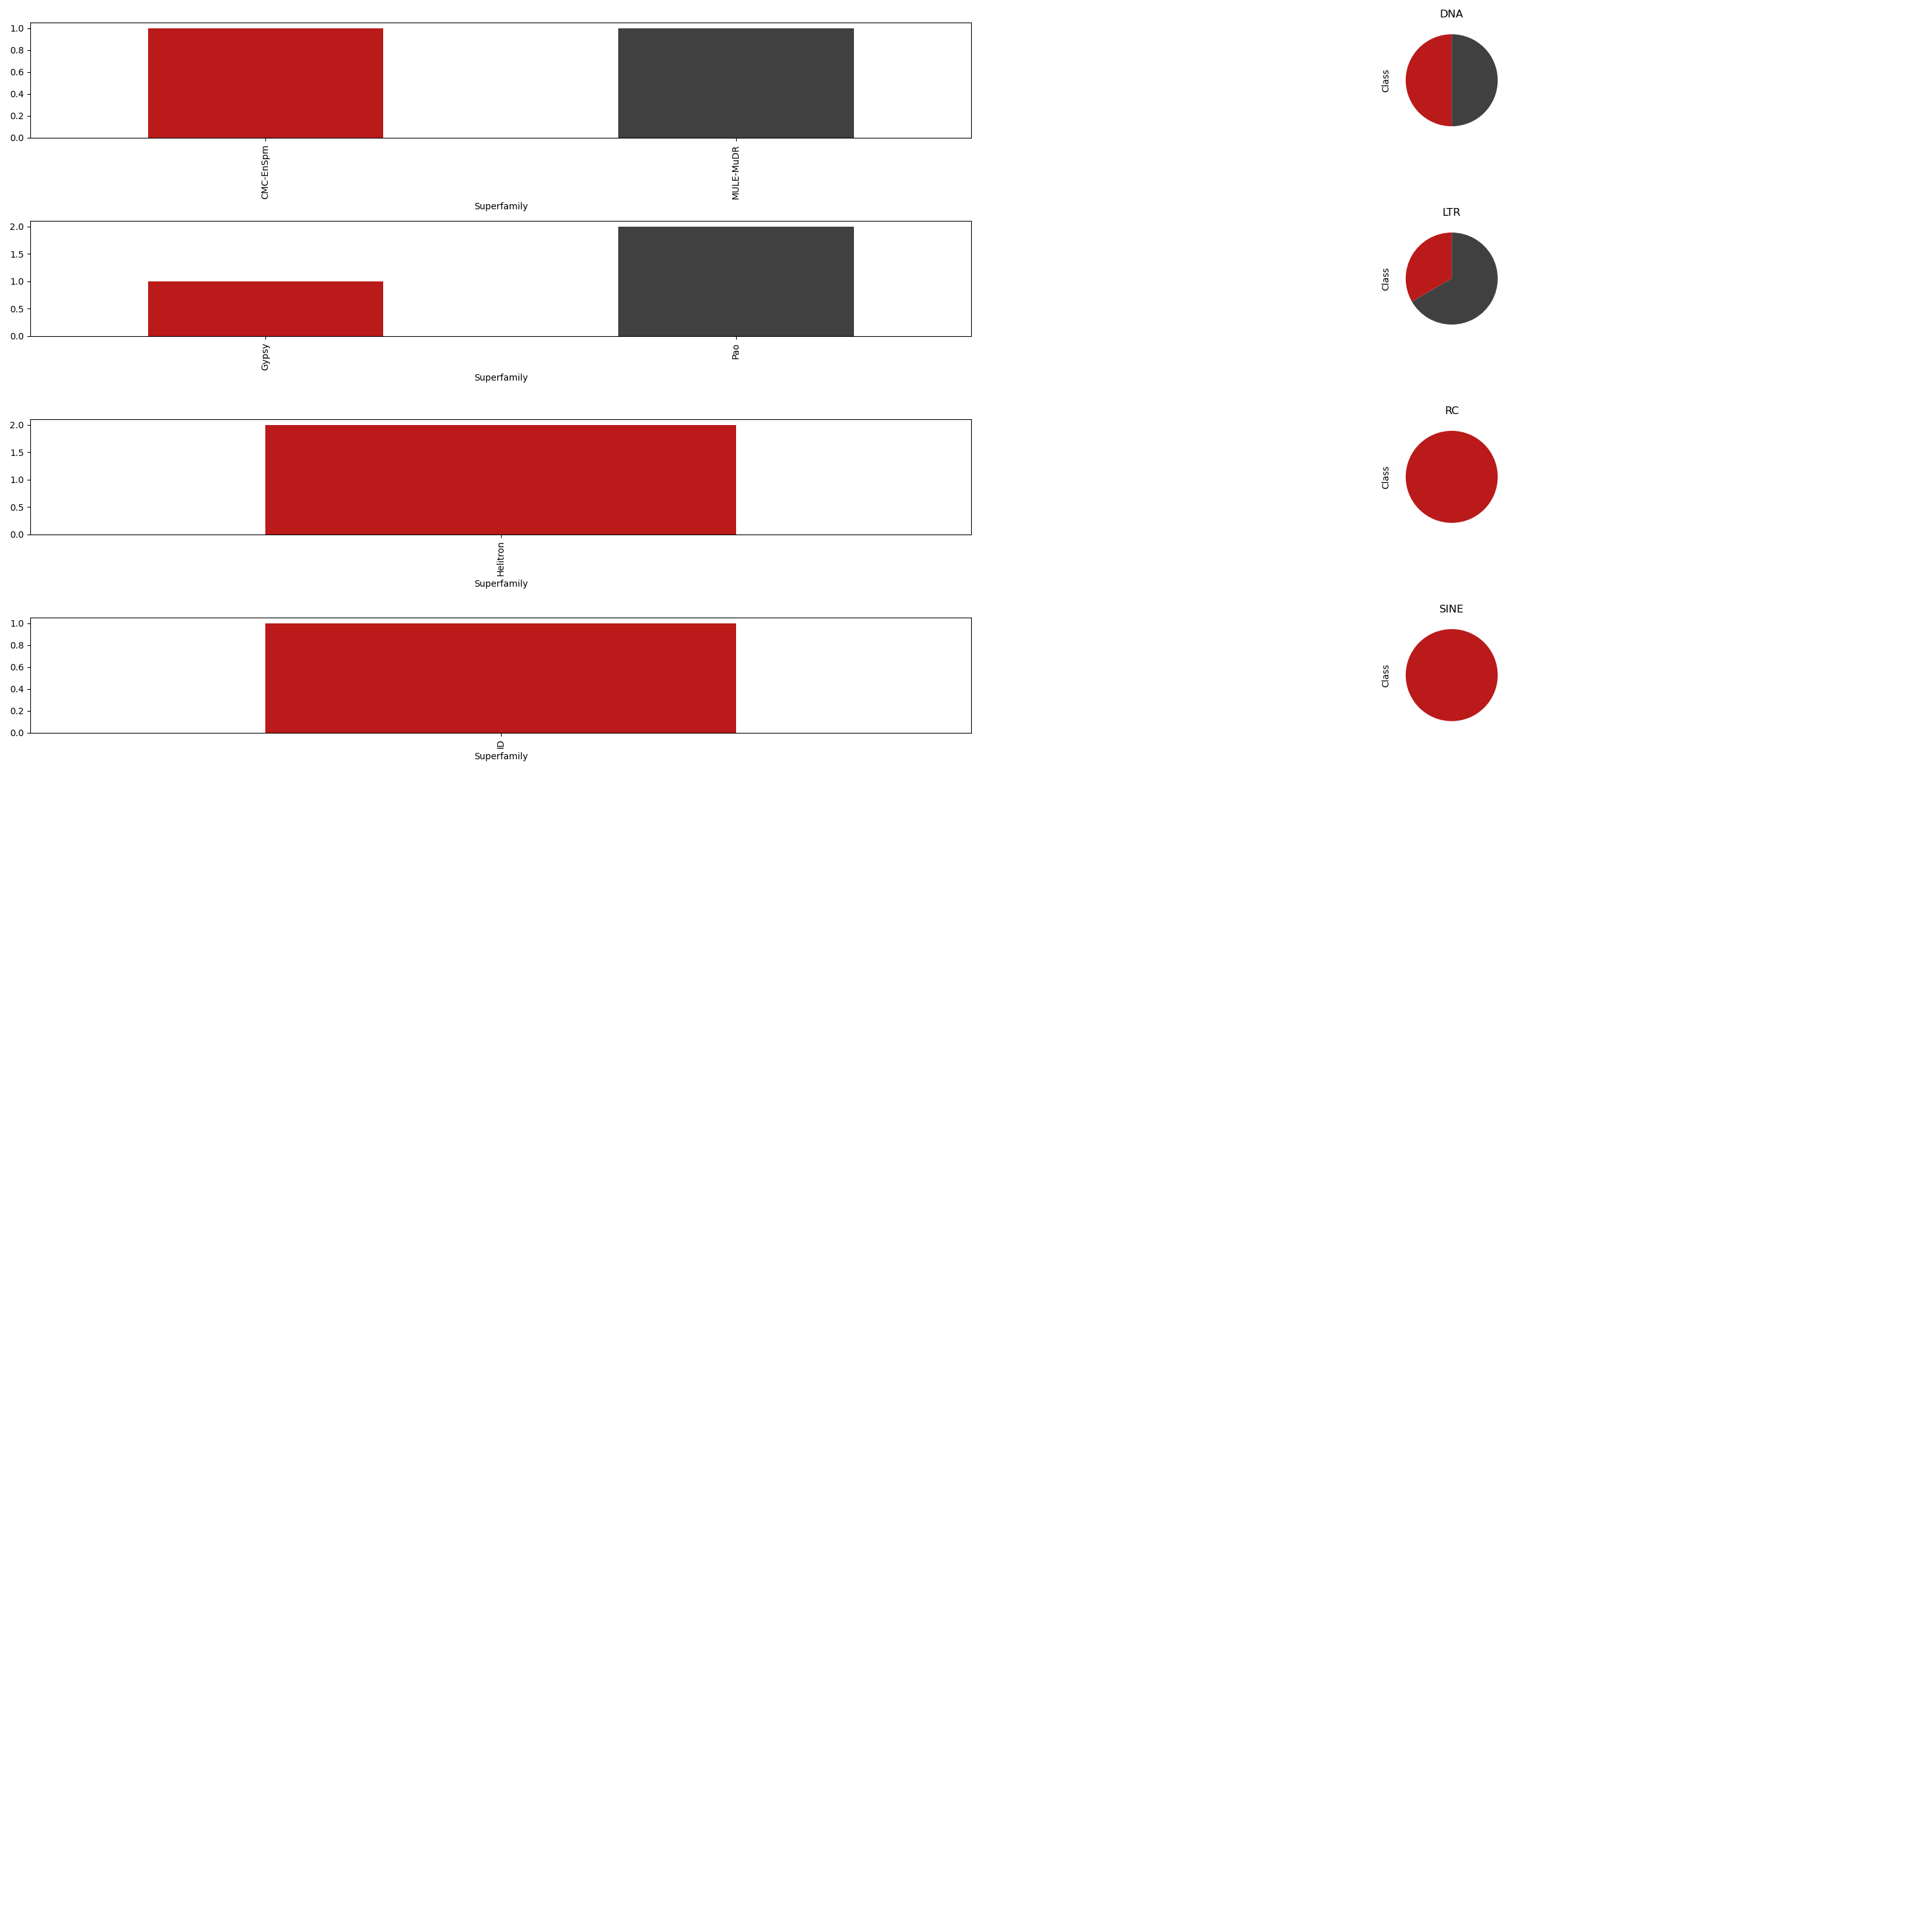 DNA
1.0
0.8
0.6
0.4
0.2
0.0
Class
CMC-EnSpm
MULE-MuDR
Superfamily
LTR
2.0
1.5
1.0
0.5
0.0
Class
Gypsy
Pao
Superfamily
RC
2.0
1.5
1.0
0.5
0.0
Class
Helitron
Superfamily
SINE
1.0
0.8
0.6
0.4
0.2
0.0
Class
ID
Superfamily